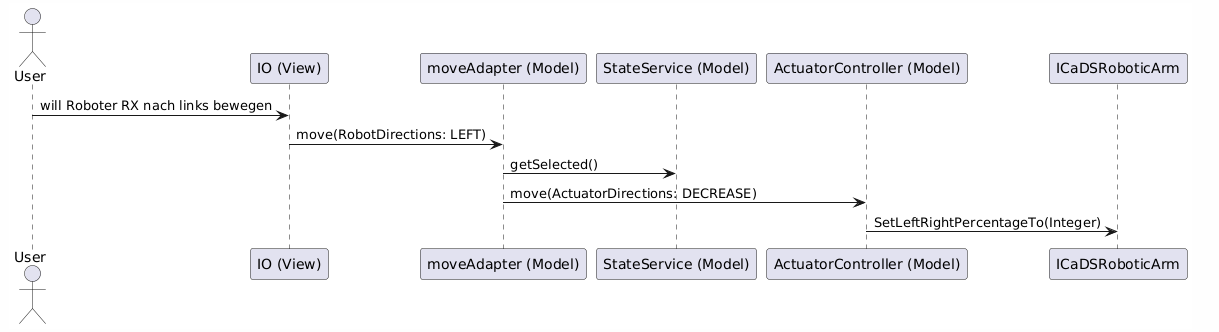 User
IO (View)
moveAdapter (Model)
StateService (Model)
ActuatorController (Model)
ICaDSRoboticArm
will Roboter RX nach links bewegen
move(RobotDirections: LEFT)
getSelected()
move(ActuatorDirections: DECREASE)
SetLeftRightPercentageTo(Integer)
User
IO (View)
moveAdapter (Model)
StateService (Model)
ActuatorController (Model)
ICaDSRoboticArm